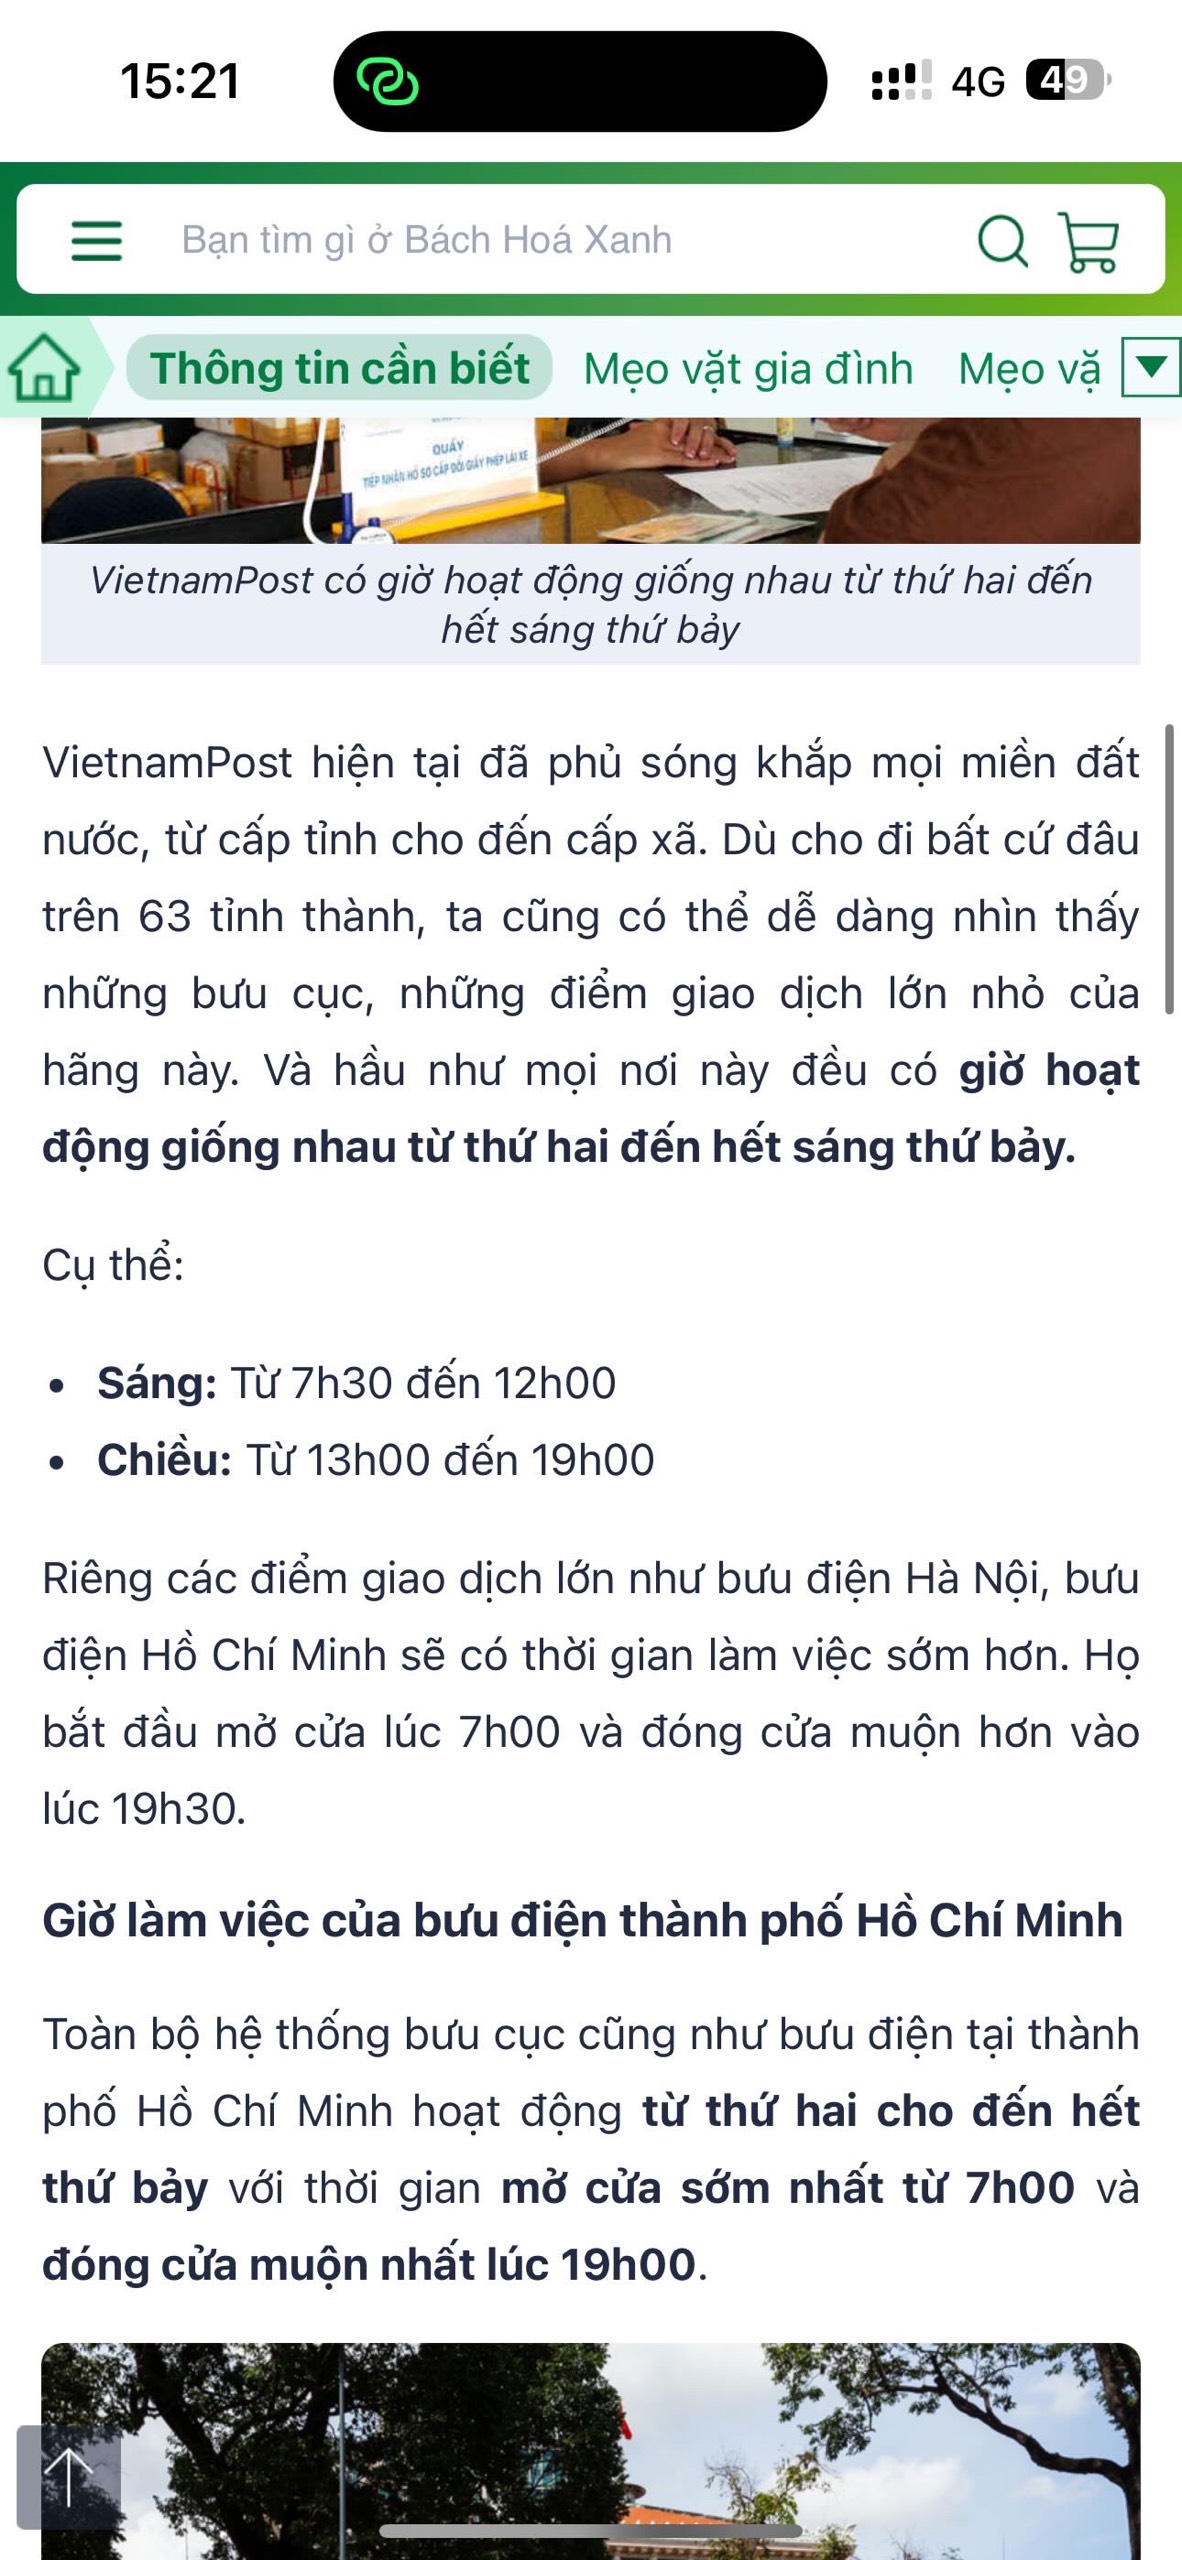 15:21
4G
49
Bạn tìm gì ở Bách Hoá Xanh
Thông tin cần biết
Mẹo vặt gia đình
Mẹo vặ
QUẦY
TIẾP NHẬN HỒ SƠ CẤP ĐỔI GIẤY PHÉP LÁI XE
VietnamPost có giờ hoạt động giống nhau từ thứ hai đến
hết sáng thứ bảy
VietnamPost hiện tại đã phủ sóng khắp mọi miền đất
nước, từ cấp tỉnh cho đến cấp xã. Dù cho đi bất cứ đâu
trên 63 tỉnh thành, ta cũng có thể dễ dàng nhìn thấy
những bưu cục, những điểm giao dịch lớn nhỏ của
hãng này. Và hầu như mọi nơi này đều có giờ hoạt
động giống nhau từ thứ hai đến hết sáng thứ bảy.
Cụ thể:
• Sáng: Từ 7h30 đến 12h00
• Chiều: Từ 13h00 đến 19h00
Riêng các điểm giao dịch lớn như bưu điện Hà Nội, bưu
điện Hồ Chí Minh sẽ có thời gian làm việc sớm hơn. Họ
bắt đầu mở cửa lúc 7h00 và đóng cửa muộn hơn vào
lúc 19h30.
Giờ làm việc của bưu điện thành phố Hồ Chí Minh
Toàn bộ hệ thống bưu cục cũng như bưu điện tại thành
phố Hồ Chí Minh hoạt động từ thứ hai cho đến hết
thứ bảy với thời gian mở cửa sớm nhất từ 7h00 và
đóng cửa muộn nhất lúc 19h00.